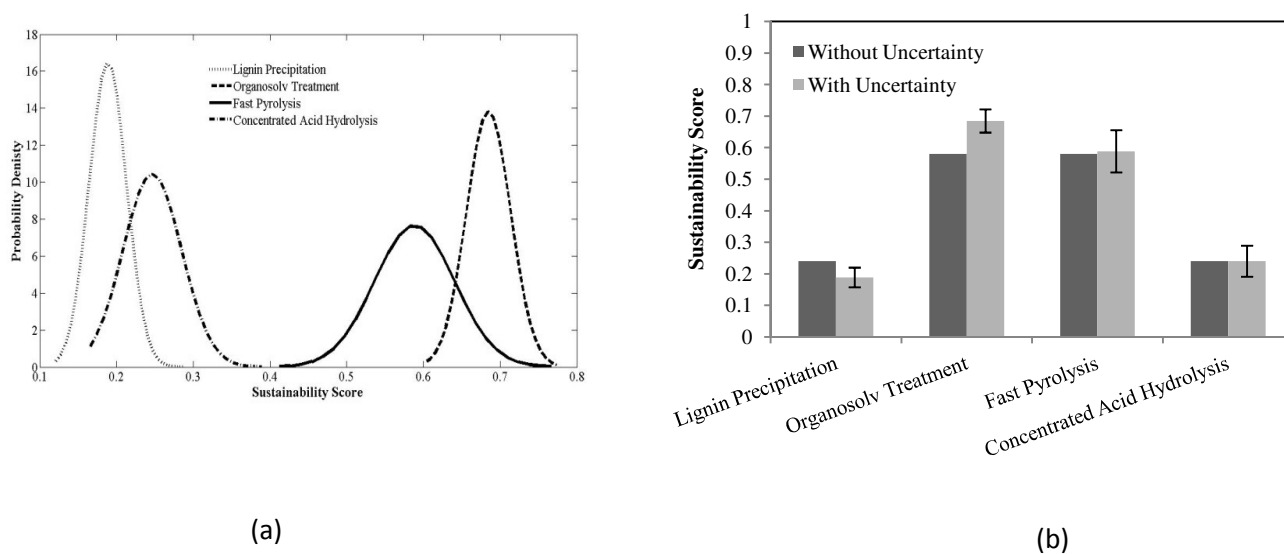 18
16
14
12
10
8
6
4
2
0
Probability Denisty
Lignin Precipitation
Organosolv Treatment
Fast Pyrolysis
Concentrated Acid Hydrolysis
0.1 0.2 0.3 0.4 0.5 0.6 0.7 0.8
Sustainability Score
(a)
1
0.9
0.8
0.7
0.6
0.5
0.4
0.3
0.2
0.1
0
Sustainability Score
Without Uncertainty
With Uncertainty
Lignin Precipitation
Organosolv Treatment
Fast Pyrolysis
Concentrated Acid Hydrolysis
(b)